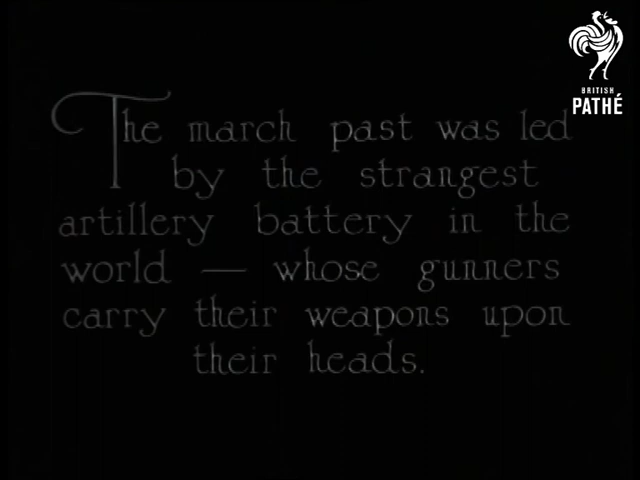 BRITISH
PATHÉ
The march past was led
by the strangest
artillery battery in the
world — whose gunners
carry their weapons upon
their heads.